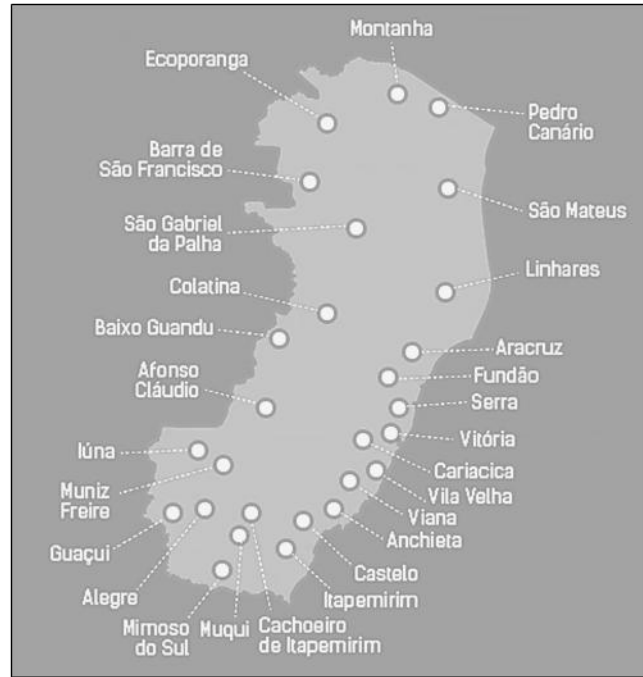 Montanha
Ecoporanga
Pedro
Canário
Barra de
São Francisco
São Mateus
São Gabriel
da Palha
Linhares
Colatina
Baixo Guandu
Aracruz
Afonso
Cláudio
Fundão
Serra
Vitória
Iúna
Cariacica
Muniz
Freire
Vila Velha
Viana
Anchieta
Guaçui
Castelo
Alegre
Itapemirim
Mimoso
do Sul
Muqui
Cachoeiro
de Itapemirim